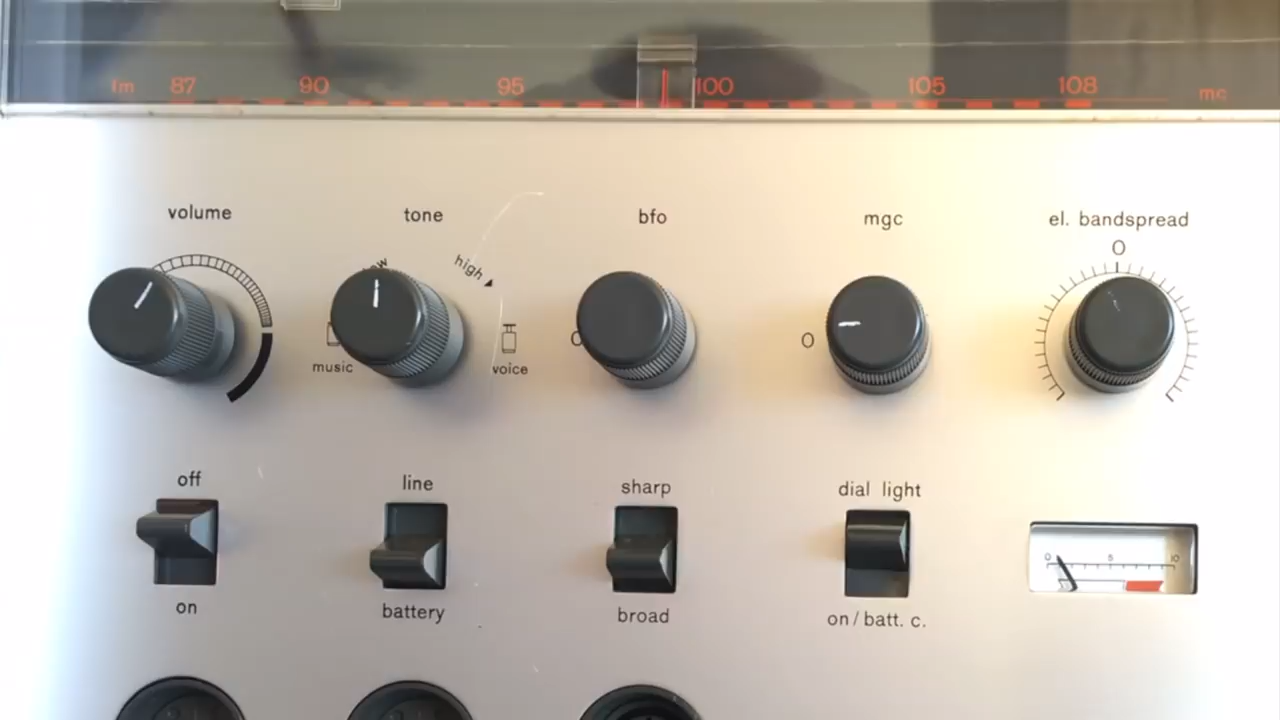 fm 87 90 95 100 105 108 mc
volume tone bfo mgc el. bandspread
0
high
0 0
music voice
off line sharp dial light
0 5 10
on battery broad on/batt. c.